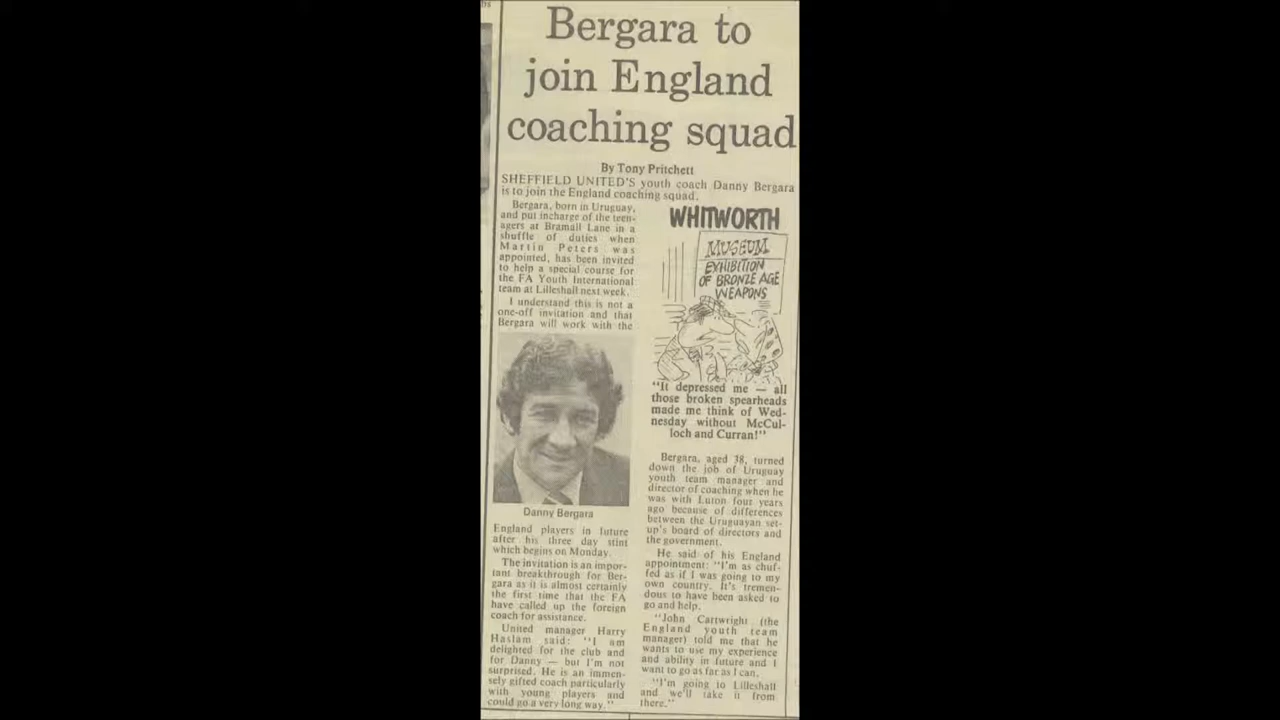 Bergara to
join England
coaching squad
By Tony Pritchett
SHEFFIELD UNITED'S youth coach Danny Bergara
is to join the England coaching squad.
Bergara, born in Uruguay,
and put incharge of the teen-
agers at Bramall Lane in a
shuffle of duties when
Martin Peters was
appointed, has been invited
to help a special course for
the FA Youth International
team at Lilleshall next week.
I understand this is not a
one-off invitation and that
Bergara will work with the
Danny Bergara
England players in future
after his three day stint
which begins on Monday.
The invitation is an impor-
tant breakthrough for Ber-
gara as it is almost certainly
the first time that the FA
have called up the foreign
coach for assistance.
United manager Harry
Haslam said: "I am
delighted for the club and
for Danny — but I'm not
surprised. He is an immen-
sely gifted coach particularly
with young players and
could go a very long way."
WHITWORTH
MUSEUM
EXHIBITION
OF BRONZE AGE
WEAPONS
"It depressed me — all
those broken spearheads
made me think of Wed-
nesday without McCul-
loch and Curran!"
Bergara, aged 38, turned
down the job of Uruguay
youth team manager and
director of coaching when he
was with Luton four years
ago because of differences
between the Uruguayan set-
up's board of directors and
the government.
He said of his England
appointment: "I'm as chuf-
fed as if I was going to my
own country. It's tremen-
dous to have been asked to
go and help.
"John Cartwright (the
England youth team
manager) told me that he
wants to use my experience
and ability in future and I
want to go as far as I can.
"I'm going to Lilleshall
and we'll take it from
there."